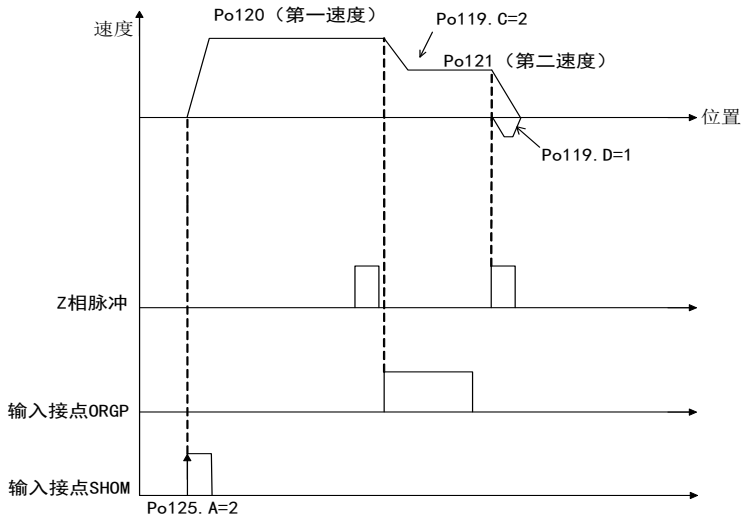 Po120（第一速度）
速度
Po119. C=2
Po121（第二速度）
位置
Po119. D=1
Z相脉冲
输入接点ORGP
输入接点SHOM
Po125. A=2